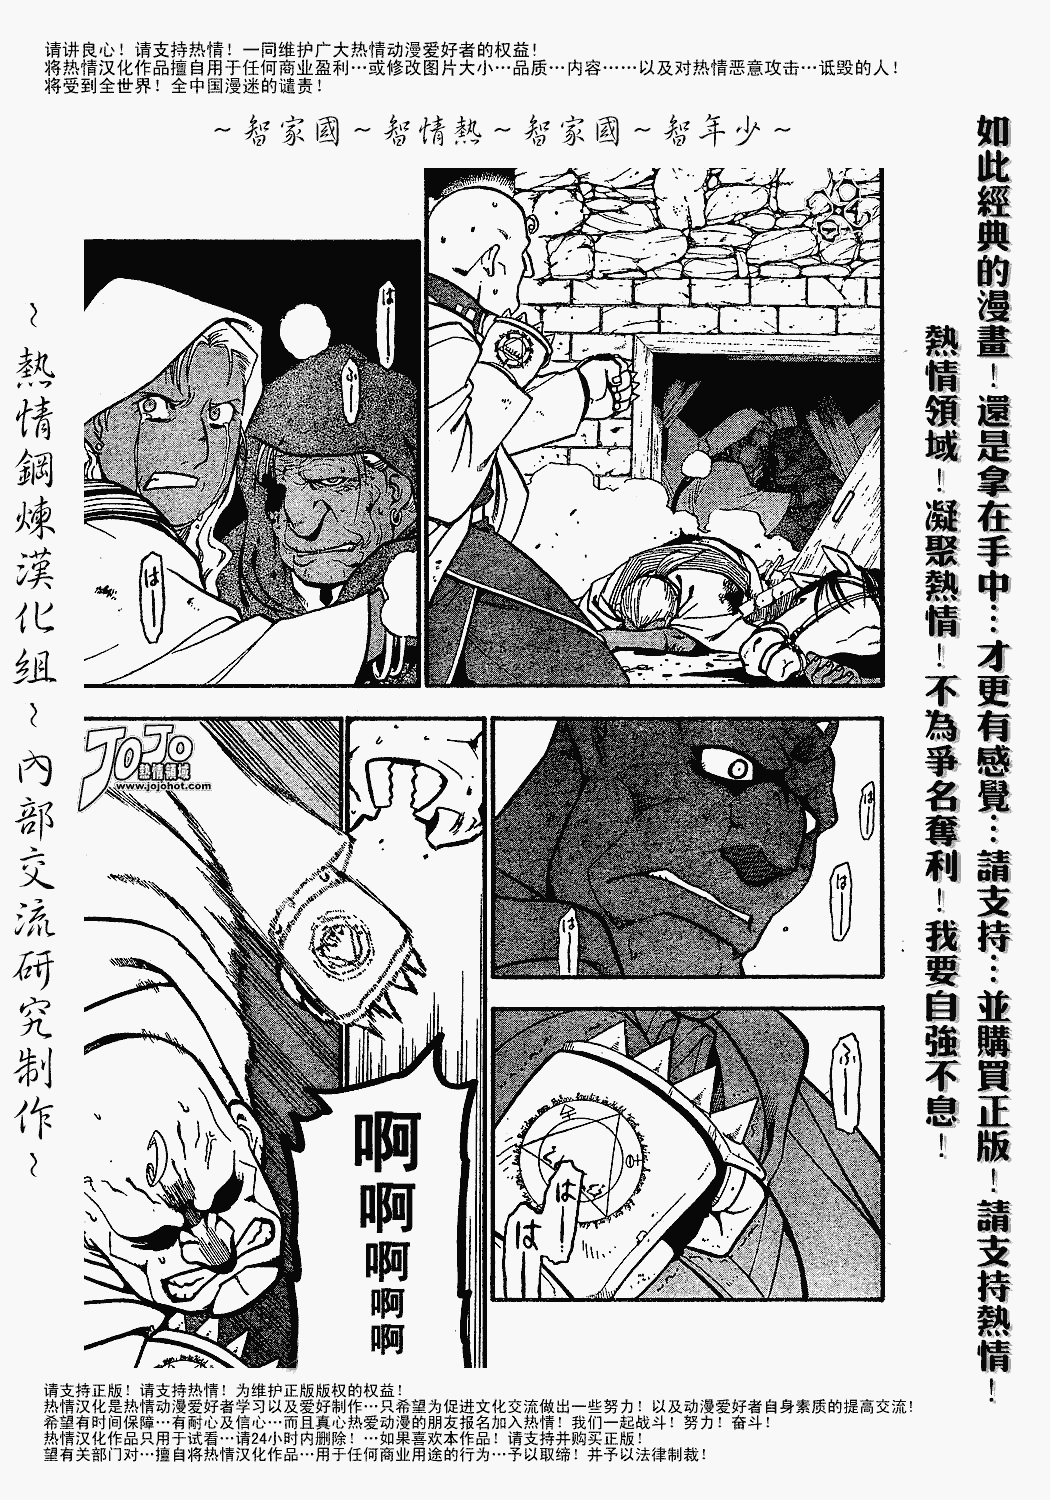 请讲良心！请支持热情！一同维护广大热情动漫爱好者的权益！
将热情汉化作品擅自用于任何商业盈利…或修改图片大小…品质…内容……以及对热情恶意攻击…诋毁的人！
将受到全世界！全中国漫迷的谴责！
～智家國～智情熱～智家國～智年少～
如此經典的漫畫！還是拿在手中…才更有感覺…請支持…並購買正版！請支持熱情！
熱情領域！凝聚熱情！不為爭名奪利！我要自強不息！
～熱情鋼煉漢化組～內部交流研究制作～
は—
ふ—
は—
JOJO
熱情領域
www.jojohot.com
は—
は—
は—
ふ—
は—
は
啊啊啊啊啊
请支持正版！请支持热情！为维护正版版权的权益！
热情汉化是热情动漫爱好者学习以及爱好制作…只希望为促进文化交流做出一些努力！以及动漫爱好者自身素质的提高交流！
希望有时间保障…有耐心及信心…而且真心热爱动漫的朋友报名加入热情！我们一起战斗！努力！奋斗！
热情汉化作品只用于试看…请24小时内删除！…如果喜欢本作品！请支持并购买正版！
望有关部门对…擅自将热情汉化作品…用于任何商业用途的行为…予以取缔！并予以法律制裁！